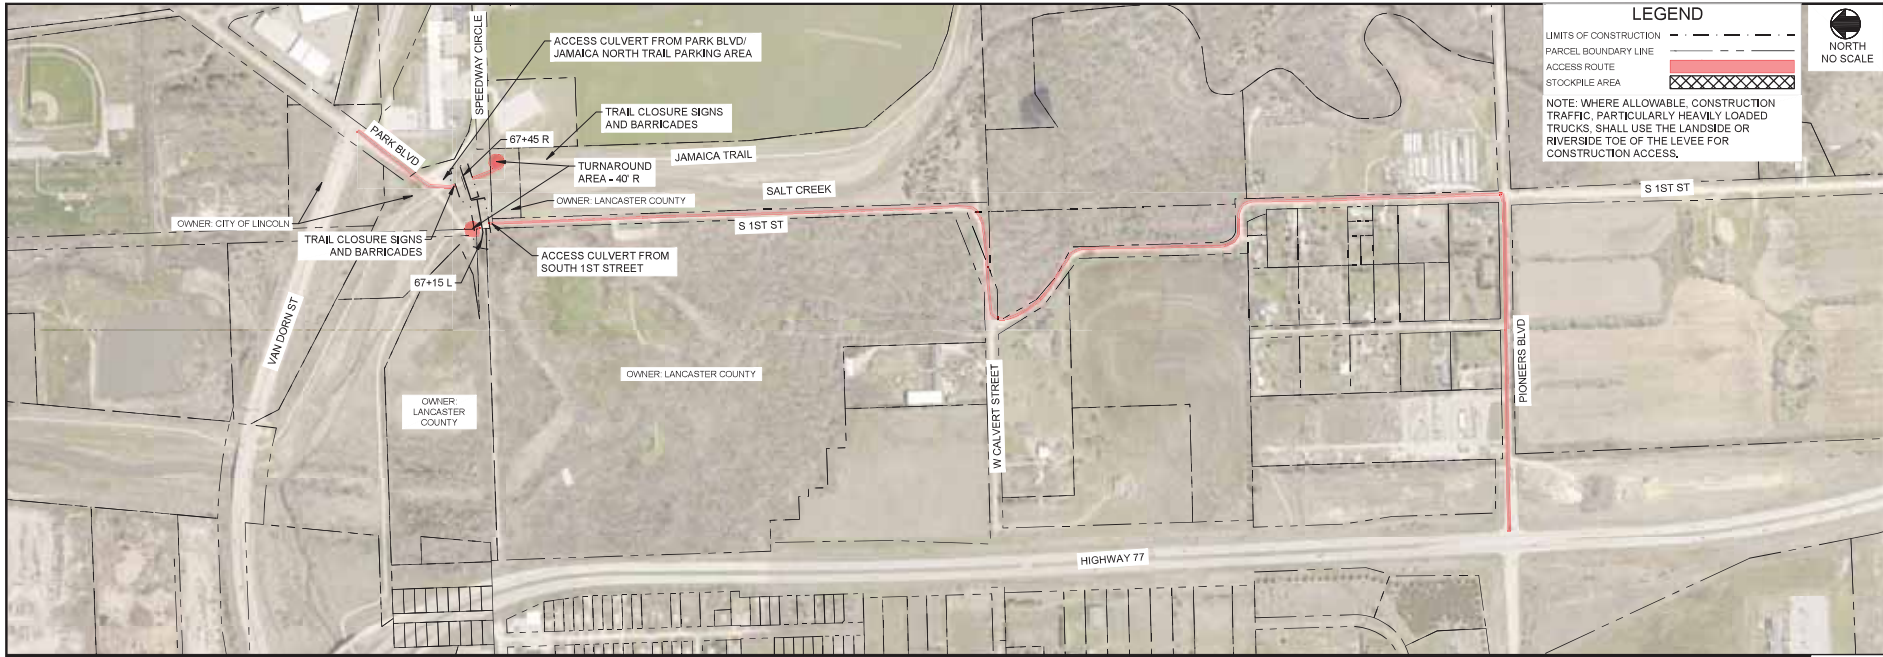 SPEEDWAY CIRCLE
ACCESS CULVERT FROM PARK BLVD/
JAMAICA NORTH TRAIL PARKING AREA
TRAIL CLOSURE SIGNS
AND BARRICADES
67+45 R
PARK BLVD
JAMAICA TRAIL
TURNAROUND
AREA - 40' R
SALT CREEK
OWNER: LANCASTER COUNTY
OWNER: CITY OF LINCOLN
S 1ST ST
TRAIL CLOSURE SIGNS
AND BARRICADES
ACCESS CULVERT FROM
SOUTH 1ST STREET
67+15 L
VAN DORN ST
OWNER: LANCASTER COUNTY
OWNER:
LANCASTER
COUNTY
W CALVERT STREET
HIGHWAY 77
PIONEERS BLVD
S 1ST ST
LEGEND
LIMITS OF CONSTRUCTION
PARCEL BOUNDARY LINE
ACCESS ROUTE
STOCKPILE AREA
NOTE: WHERE ALLOWABLE, CONSTRUCTION
TRAFFIC, PARTICULARLY HEAVILY LOADED
TRUCKS, SHALL USE THE LANDSIDE OR
RIVERSIDE TOE OF THE LEVEE FOR
CONSTRUCTION ACCESS.
NORTH
NO SCALE